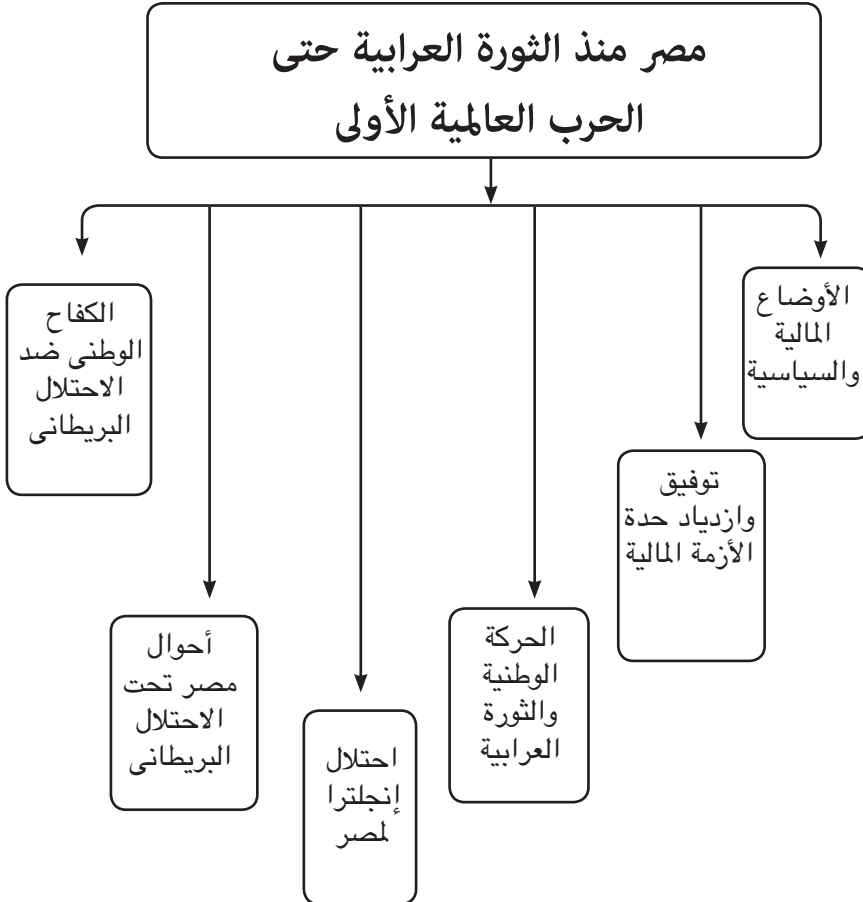 مصر منذ الثورة العرابية حتى
الحرب العالمية الأولى
الأوضاع
المالية
والسياسية
توفيق
وازدياد حدة
الأزمة المالية
الحركة
الوطنية
والثورة
العرابية
احتلال
إنجلترا
لمصر
أحوال
مصر تحت
الاحتلال
البريطانى
الكفاح
الوطنى ضد
الاحتلال
البريطانى